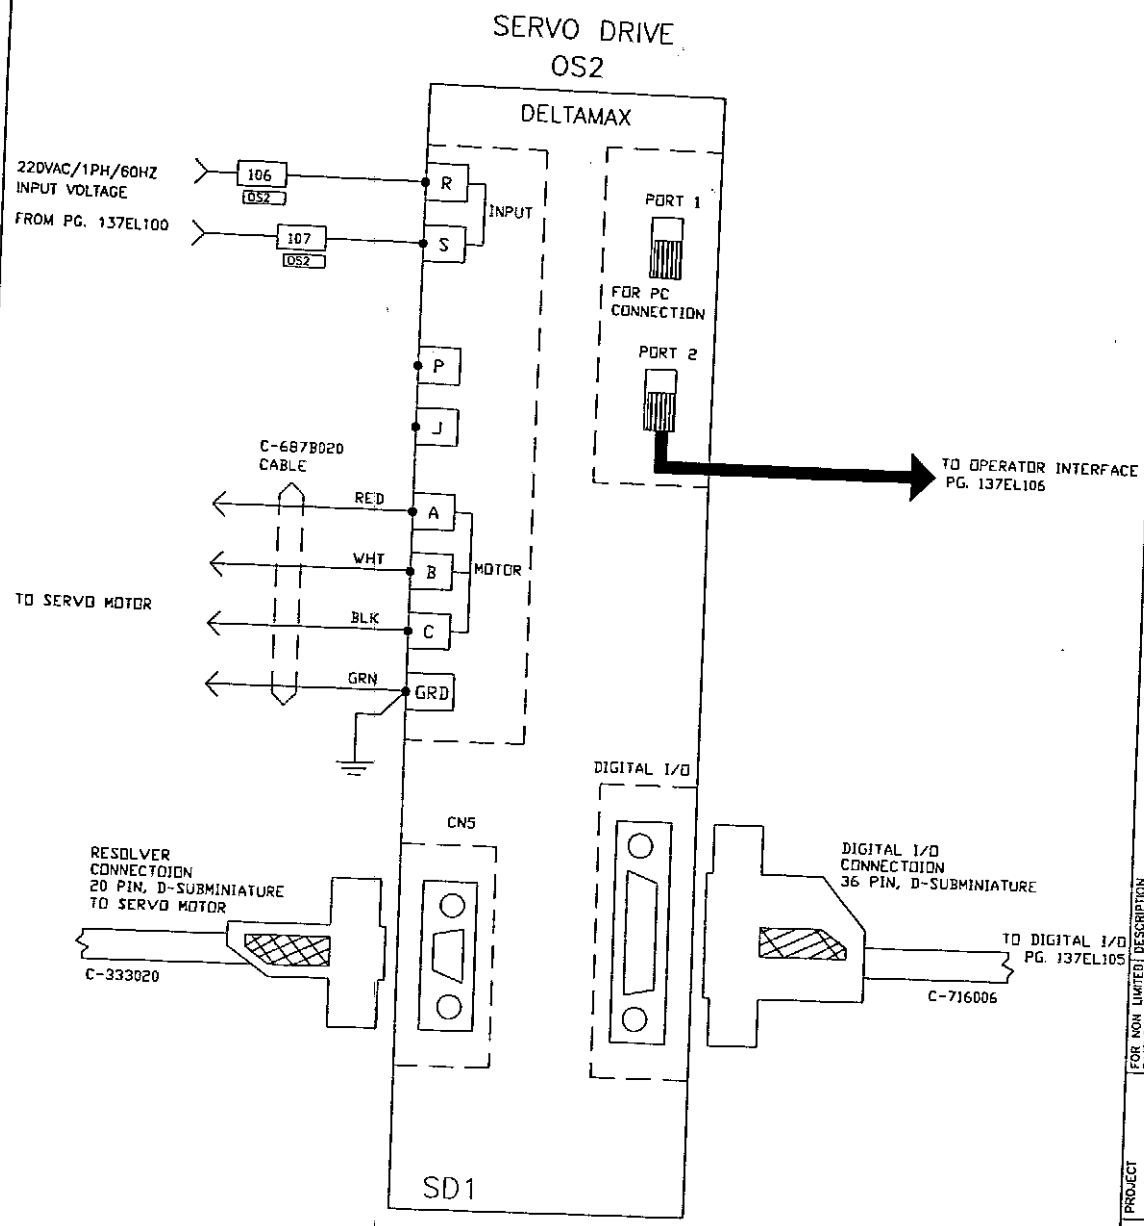 SERVO DRIVE
OS2
DELTAMAX
220VAC/1PH/60HZ
INPUT VOLTAGE
FROM PG. 137EL100
106
OS2
107
OS2
R
S
INPUT
P
J
C-687B020
CABLE
RED
A
WHT
B
MOTOR
BLK
C
GRN
GRD
TO SERVO MOTOR
PORT 1
FOR PC
CONNECTION
PORT 2
TO OPERATOR INTERFACE
PG. 137EL106
CN5
RESOLVER
CONNECTOION
20 PIN, D-SUBMINIATURE
TO SERVO MOTOR
C-333020
DIGITAL I/O
DIGITAL I/O
CONNECTOION
36 PIN, D-SUBMINIATURE
TO DIGITAL I/O
PG. 137EL105
C-716006
SD1
DESCRIPTION
FOR NON LIMITED
PROJECT